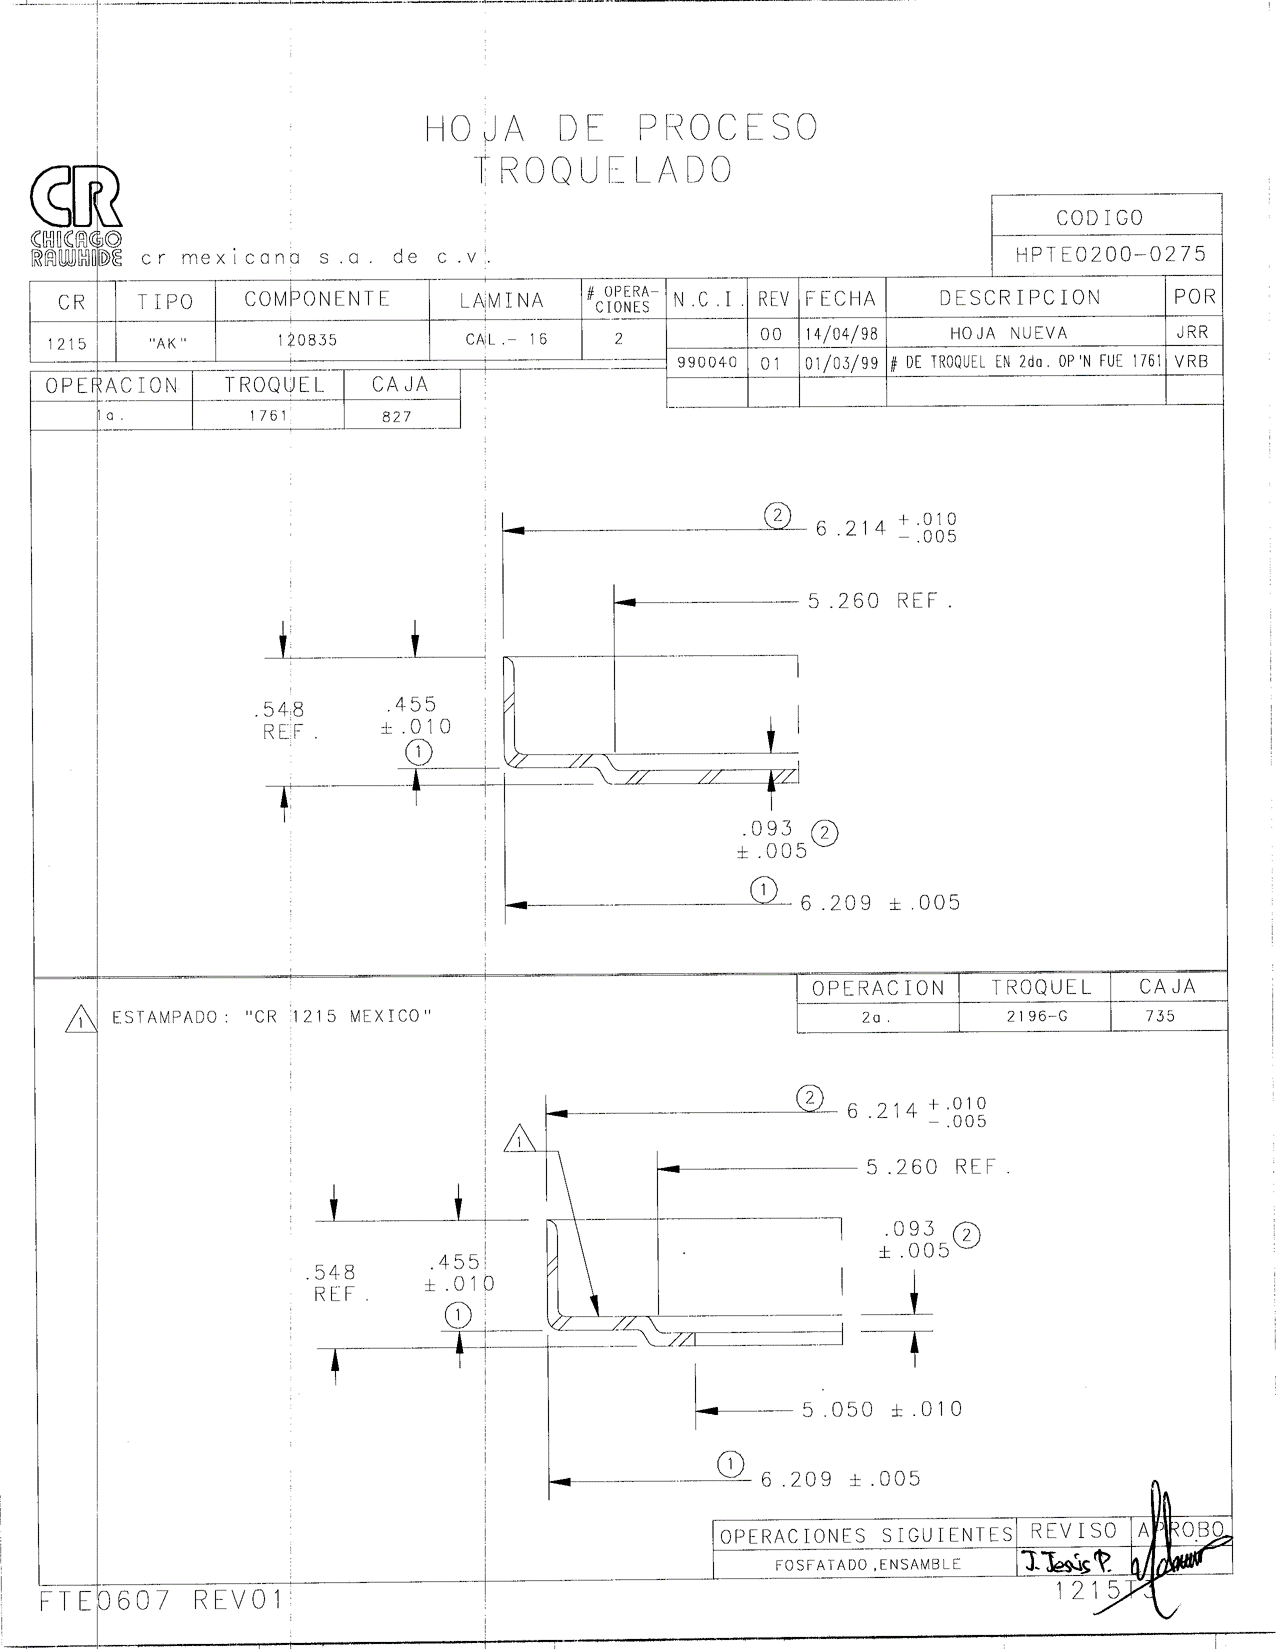 HOJA DE PROCESO
TROQUELADO
CR
CHICAGO
RAWHIDE
cr mexicana s.a. de c.v.
CODIGO
HPTE0200-0275
CR TIPO COMPONENTE LAMINA # OPERA-CIONES
1215 "AK" 120835 CAL.- 16 2
N.C.I. REV FECHA DESCRIPCION POR
00 14/04/98 HOJA NUEVA JRR
990040 01 01/03/99 # DE TROQUEL EN 2da. OP'N FUE 1761 VRB
OPERACION TROQUEL CAJA
1a. 1761 827
2 6.214 +.010 -.005
5.260 REF.
.548 REF.
.455 ±.010
1
.093 ±.005 2
1 6.209 ±.005
OPERACION TROQUEL CAJA
2a. 2196-G 735
1 ESTAMPADO: "CR 1215 MEXICO"
2 6.214 +.010 -.005
1
5.260 REF.
.093 ±.005 2
.548 REF.
.455 ±.010
1
5.050 ±.010
1 6.209 ±.005
OPERACIONES SIGUIENTES REVISO APROBO
FOSFATADO,ENSAMBLE J. Jesús P.
FTE0607 REV01